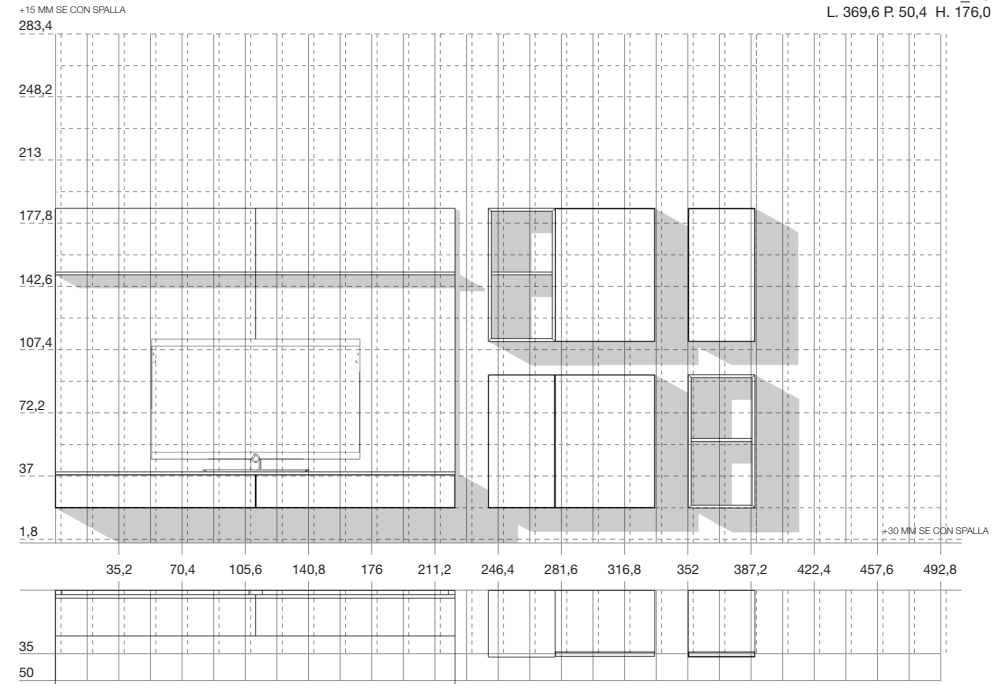 +15 MM SE CON SPALLA
L. 369,6 P. 50,4 H. 176,0
283,4
248,2
213
177,8
142,6
107,4
72,2
37
1,8
+30 MM SE CON SPALLA
35,2 70,4 105,6 140,8 176 211,2 246,4 281,6 316,8 352 387,2 422,4 457,6 492,8
35
50